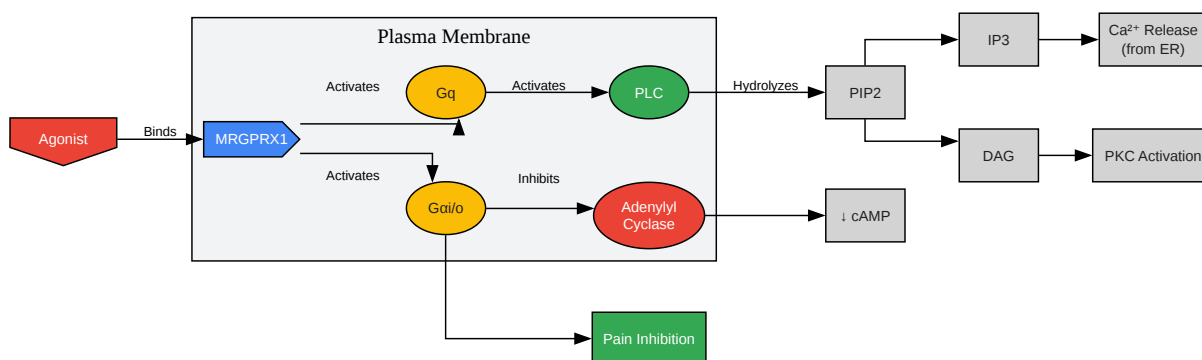 Plasma Membrane
Agonist
Binds
MRGPRX1
Activates
Gq
Activates
PLC
Hydrolyzes
PIP2
IP3
Ca²⁺ Release
(from ER)
DAG
PKC Activation
Activates
Gαi/o
Inhibits
Adenylyl
Cyclase
↓ cAMP
Pain Inhibition